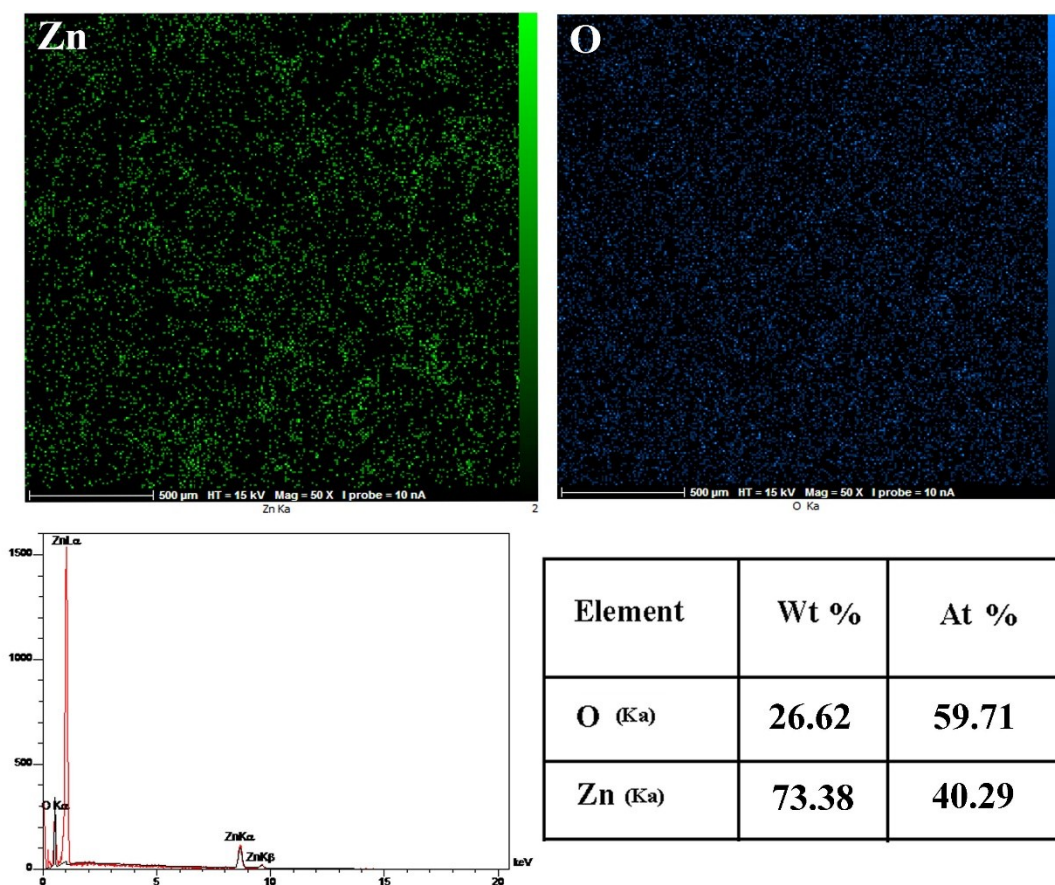 Zn
O
500 µm HT = 15 kV Mag = 50 X I probe = 10 nA
Zn Ka
2
500 µm HT = 15 kV Mag = 50 X I probe = 10 nA
O Ka
ZnLα
1500
1000
500
O Kα
ZnKα
ZnKβ
keV
0
0
5
10
15
20
Element Wt % At %
O (Ka) 26.62 59.71
Zn (Ka) 73.38 40.29